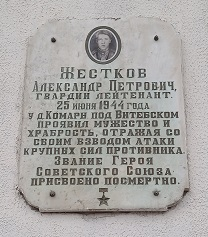 ЖЕСТКОВ
АЛЕКСАНДР ПЕТРОВИЧ,
ГВАРДИИ ЛЕЙТЕНАНТ.
25 ИЮНЯ 1944 ГОДА
У Д.КОМАРИ ПОД ВИТЕБСКОМ
ПРОЯВИЛ МУЖЕСТВО И
ХРАБРОСТЬ, ОТРАЖАЯ СО
СВОИМ ВЗВОДОМ АТАКИ
КРУПНЫХ СИЛ ПРОТИВНИКА.
ЗВАНИЕ ГЕРОЯ
СОВЕТСКОГО СОЮЗА
ПРИСВОЕНО ПОСМЕРТНО.